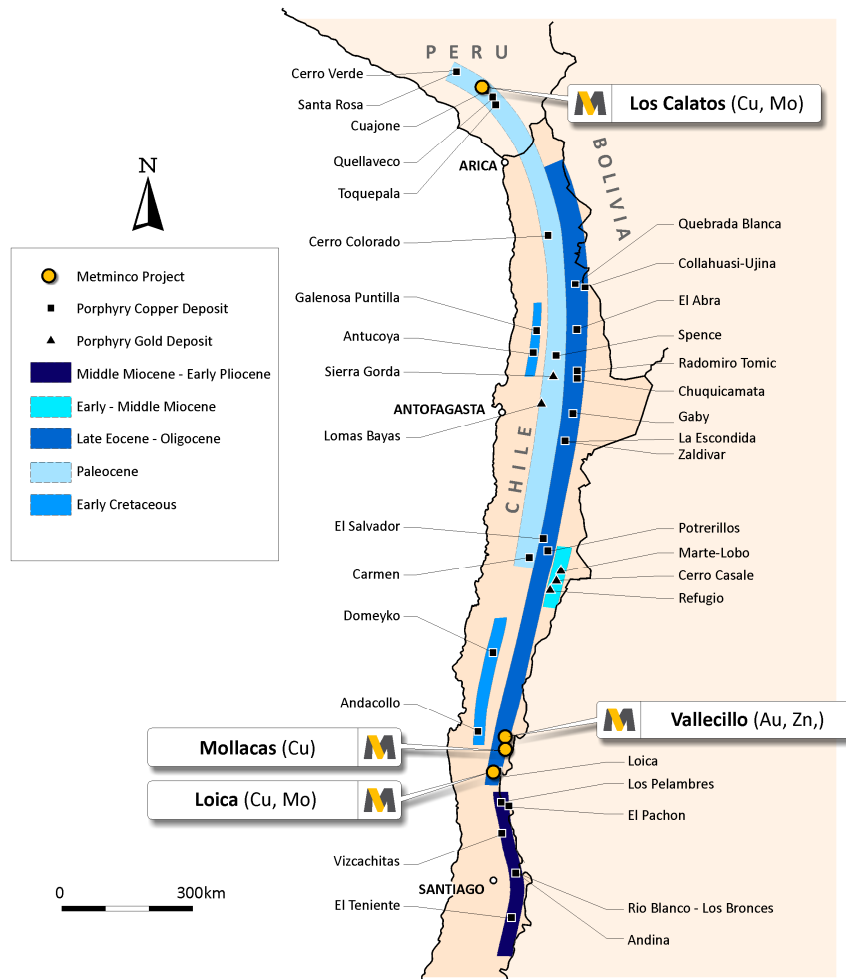 PERU
Cerro Verde
Santa Rosa
Los Calatos (Cu, Mo)
Cuajone
Quellaveco
ARICA
BOLIVIA
Toquepala
N
Quebrada Blanca
Cerro Colorado
Collahuasi-Ujina
Metminco Project
Galenosa Puntilla
El Abra
Porphyry Copper Deposit
Antucoya
Spence
Porphyry Gold Deposit
Sierra Gorda
Radomiro Tomic
Middle Miocene - Early Pliocene
Chuquicamata
Early - Middle Miocene
ANTOFAGASTA
Gaby
Late Eocene - Oligocene
Lomas Bayas
La Escondida
Zaldivar
Paleocene
CHILE
Early Cretaceous
El Salvador
Potrerillos
Marte-Lobo
Carmen
Cerro Casale
Refugio
Domeyko
Andacollo
Vallecillo (Au, Zn,)
Mollacas (Cu)
Loica
Los Pelambres
Loica (Cu, Mo)
El Pachon
Vizcachitas
SANTIAGO
0 300km
El Teniente
Rio Blanco - Los Bronces
Andina